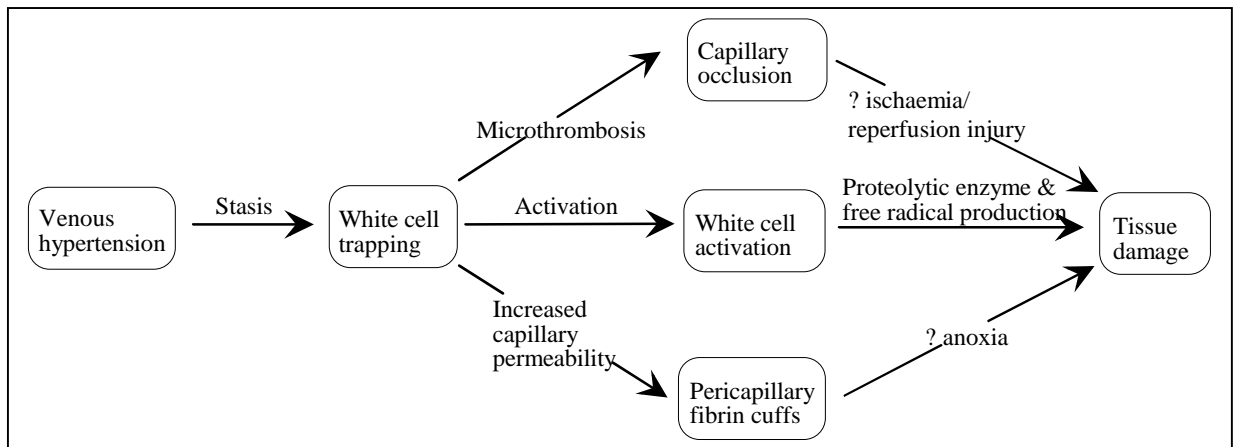 Venous
hypertension
Stasis
White cell
trapping
Microthrombosis
Capillary
occlusion
? ischaemia/
reperfusion injury
Activation
White cell
activation
Proteolytic enzyme &
free radical production
Increased
capillary
permeability
Pericapillary
fibrin cuffs
? anoxia
Tissue
damage